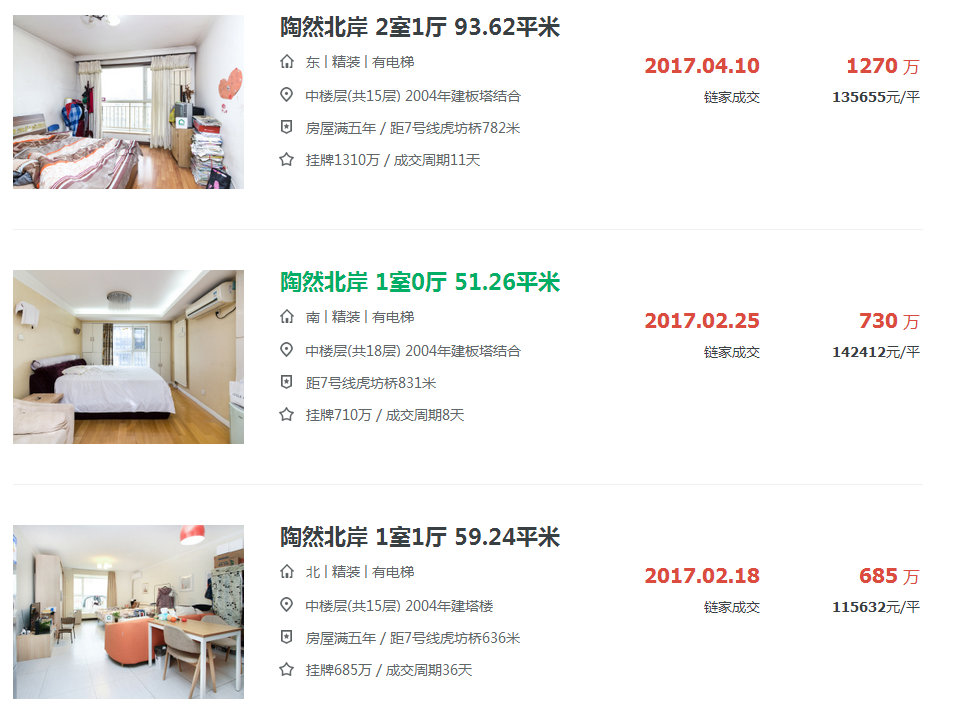 陶然北岸 2室1厅 93.62平米
东 | 精装 | 有电梯
2017.04.10
1270 万
中楼层(共15层) 2004年建板塔结合
链家成交
135655元/平
房屋满五年 / 距7号线虎坊桥782米
挂牌1310万 / 成交周期11天
陶然北岸 1室0厅 51.26平米
南 | 精装 | 有电梯
2017.02.25
730 万
中楼层(共18层) 2004年建板塔结合
链家成交
142412元/平
距7号线虎坊桥831米
挂牌710万 / 成交周期8天
陶然北岸 1室1厅 59.24平米
北 | 精装 | 有电梯
2017.02.18
685 万
中楼层(共15层) 2004年建塔楼
链家成交
115632元/平
房屋满五年 / 距7号线虎坊桥636米
挂牌685万 / 成交周期36天